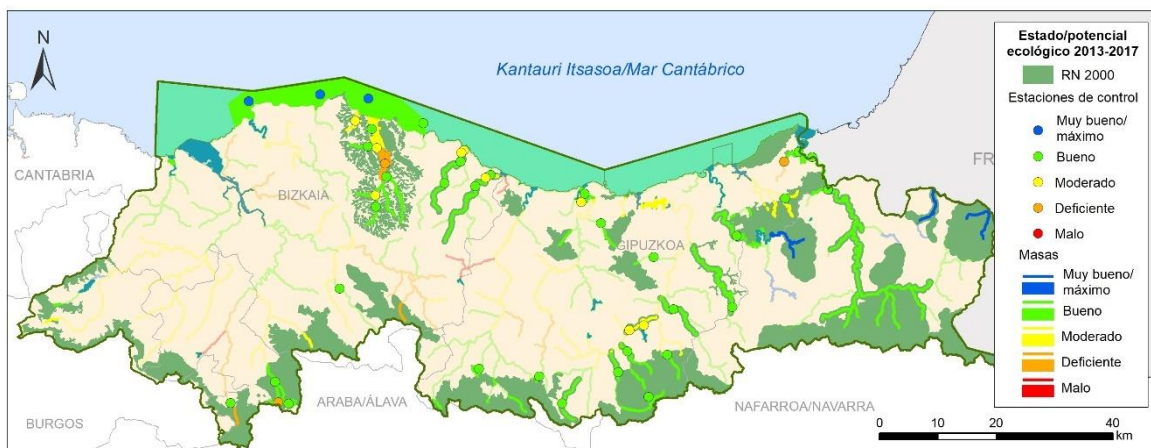 N
Kantauri Itsasoa/Mar Cantábrico
CANTABRIA
BIZKAIA
GIPUZKOA
FR
BURGOS
ARABA/ÁLAVA
NAFARROA/NAVARRA
Estado/potencial
ecológico 2013-2017
RN 2000
Estaciones de control
Muy bueno/
máximo
Bueno
Moderado
Deficiente
Malo
Masas
Muy bueno/
máximo
Bueno
Moderado
Deficiente
Malo
0 10 20 40
km